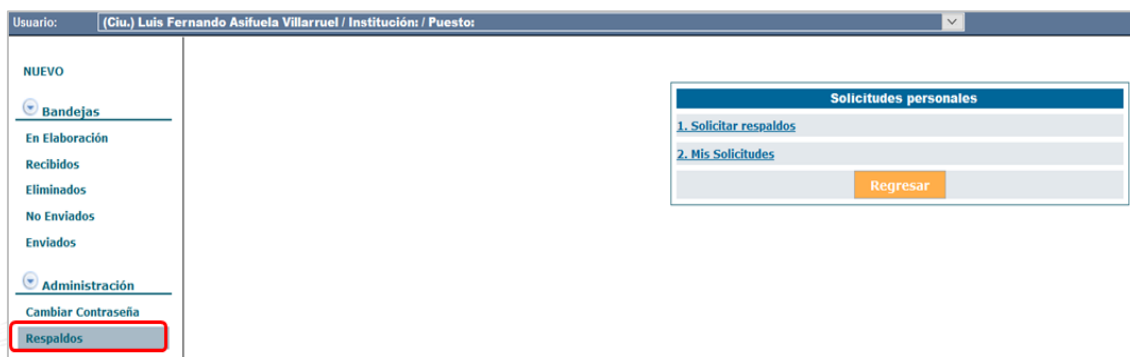 Usuario: (Ciu.) Luis Fernando Asifuela Villarruel / Institución: / Puesto:
NUEVO
Bandejas
En Elaboración
Recibidos
Eliminados
No Enviados
Enviados
Administración
Cambiar Contraseña
Respaldos
Solicitudes personales
1. Solicitar respaldos
2. Mis Solicitudes
Regresar